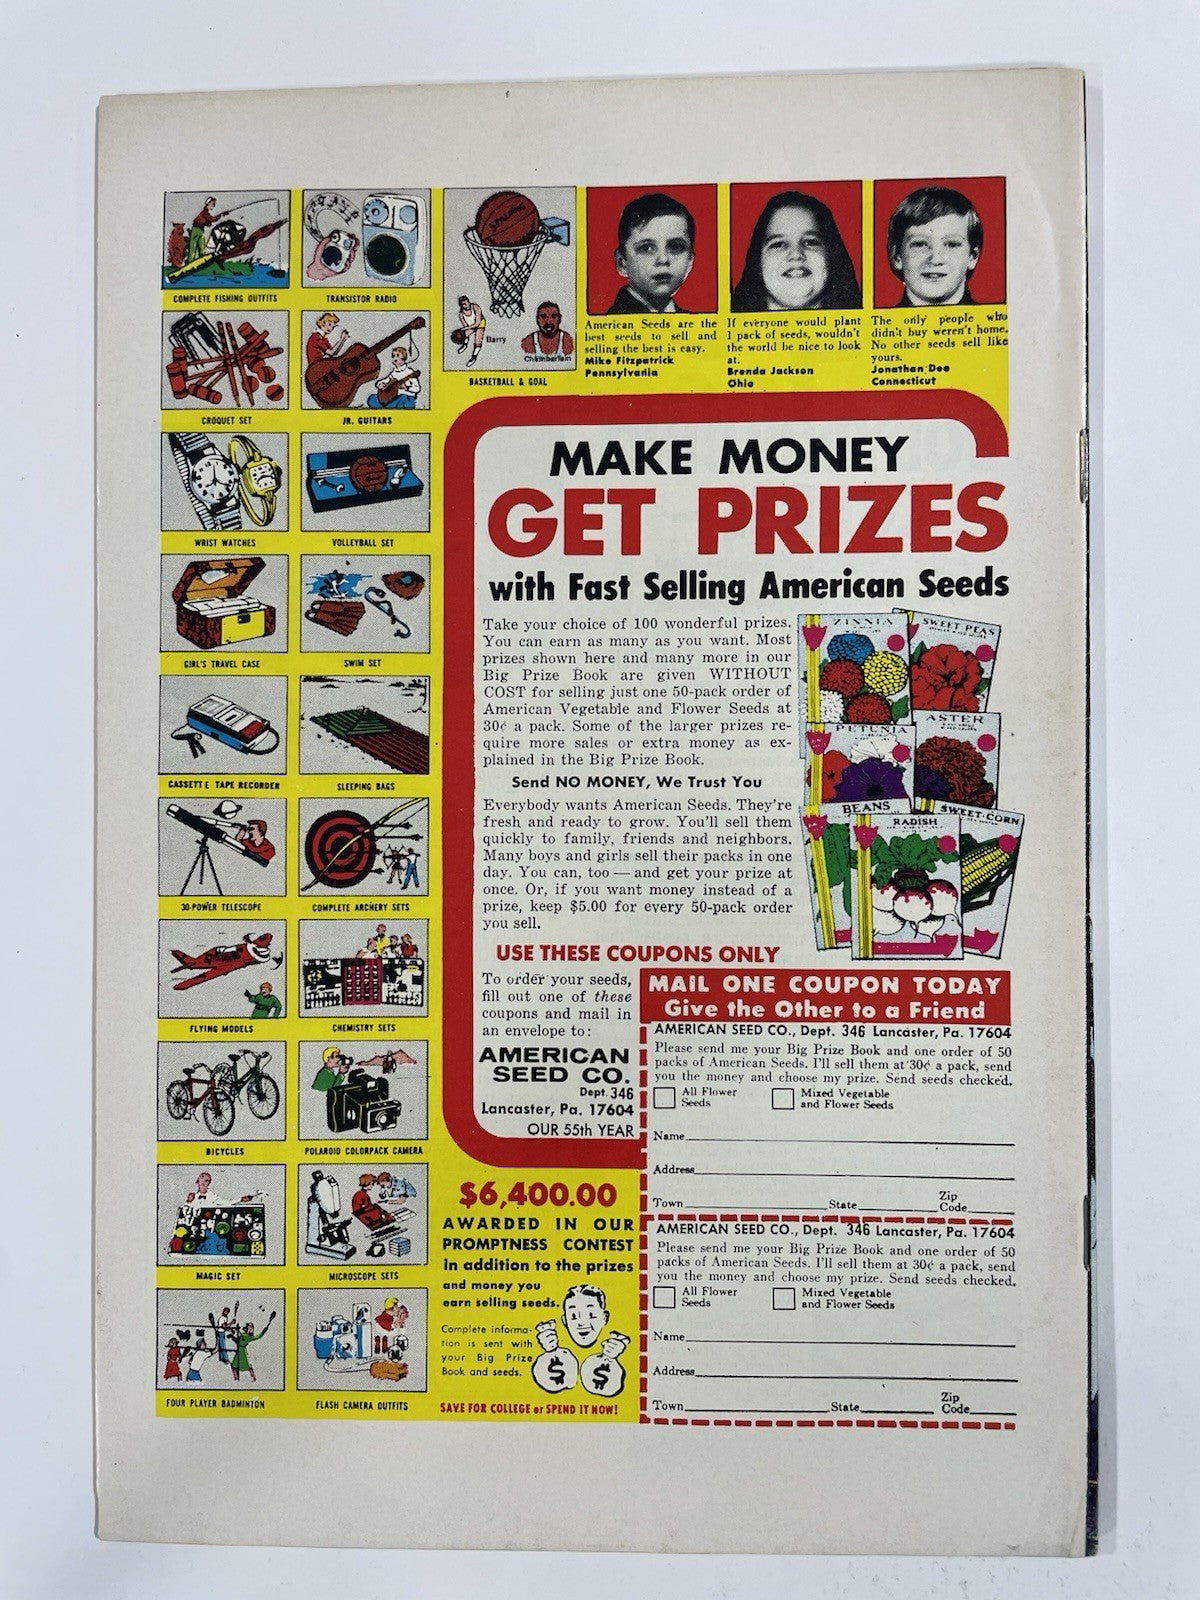 COMPLETE FISHING OUTFITS
TRANSISTOR RADIO
SPALDING
Barry
Chamberlain
BASKETBALL & GOAL
CROQUET SET
JR. GUITARS
WRIST WATCHES
VOLLEYBALL SET
GIRL'S TRAVEL CASE
SWIM SET
CASSETTE TAPE RECORDER
SLEEPING BAGS
30-POWER TELESCOPE
COMPLETE ARCHERY SETS
FLYING MODELS
CHEMISTRY SETS
BICYCLES
POLAROID COLORPACK CAMERA
MAGIC SET
MICROSCOPE SETS
FOUR PLAYER BADMINTON
FLASH CAMERA OUTFITS
American Seeds are the
best seeds to sell and
selling the best is easy.
Mike Fitzpatrick
Pennsylvania
If everyone would plant
1 pack of seeds, wouldn't
the world be nice to look
at.
Brenda Jackson
Ohio
The only people who
didn't buy weren't home.
No other seeds sell like
yours.
Jonathan Dee
Connecticut
MAKE MONEY
GET PRIZES
with Fast Selling American Seeds
Take your choice of 100 wonderful prizes.
You can earn as many as you want. Most
prizes shown here and many more in our
Big Prize Book are given WITHOUT
COST for selling just one 50-pack order of
American Vegetable and Flower Seeds at
30¢ a pack. Some of the larger prizes re-
quire more sales or extra money as ex-
plained in the Big Prize Book.
Send NO MONEY, We Trust You
Everybody wants American Seeds. They're
fresh and ready to grow. You'll sell them
quickly to family, friends and neighbors.
Many boys and girls sell their packs in one
day. You can, too — and get your prize at
once. Or, if you want money instead of a
prize, keep $5.00 for every 50-pack order
you sell.
ZINNIA
SWEET PEAS
PETUNIA
ASTER
BEANS
SWEET CORN
RADISH
USE THESE COUPONS ONLY
To order your seeds,
fill out one of these
coupons and mail in
an envelope to:
AMERICAN
SEED CO.
Dept. 346
Lancaster, Pa. 17604
OUR 55th YEAR
MAIL ONE COUPON TODAY
Give the Other to a Friend
AMERICAN SEED CO., Dept. 346 Lancaster, Pa. 17604
Please send me your Big Prize Book and one order of 50
packs of American Seeds. I'll sell them at 30¢ a pack, send
you the money and choose my prize. Send seeds checked.
All Flower Seeds
Mixed Vegetable and Flower Seeds
Name
Address
Town State Zip Code
AMERICAN SEED CO., Dept. 346 Lancaster, Pa. 17604
Please send me your Big Prize Book and one order of 50
packs of American Seeds. I'll sell them at 30¢ a pack, send
you the money and choose my prize. Send seeds checked.
All Flower Seeds
Mixed Vegetable and Flower Seeds
Name
Address
Town State Zip Code
$6,400.00
AWARDED IN OUR
PROMPTNESS CONTEST
in addition to the prizes
and money you
earn selling seeds.
Complete informa-
tion is sent with
your Big Prize
Book and seeds.
$ $
SAVE FOR COLLEGE or SPEND IT NOW!